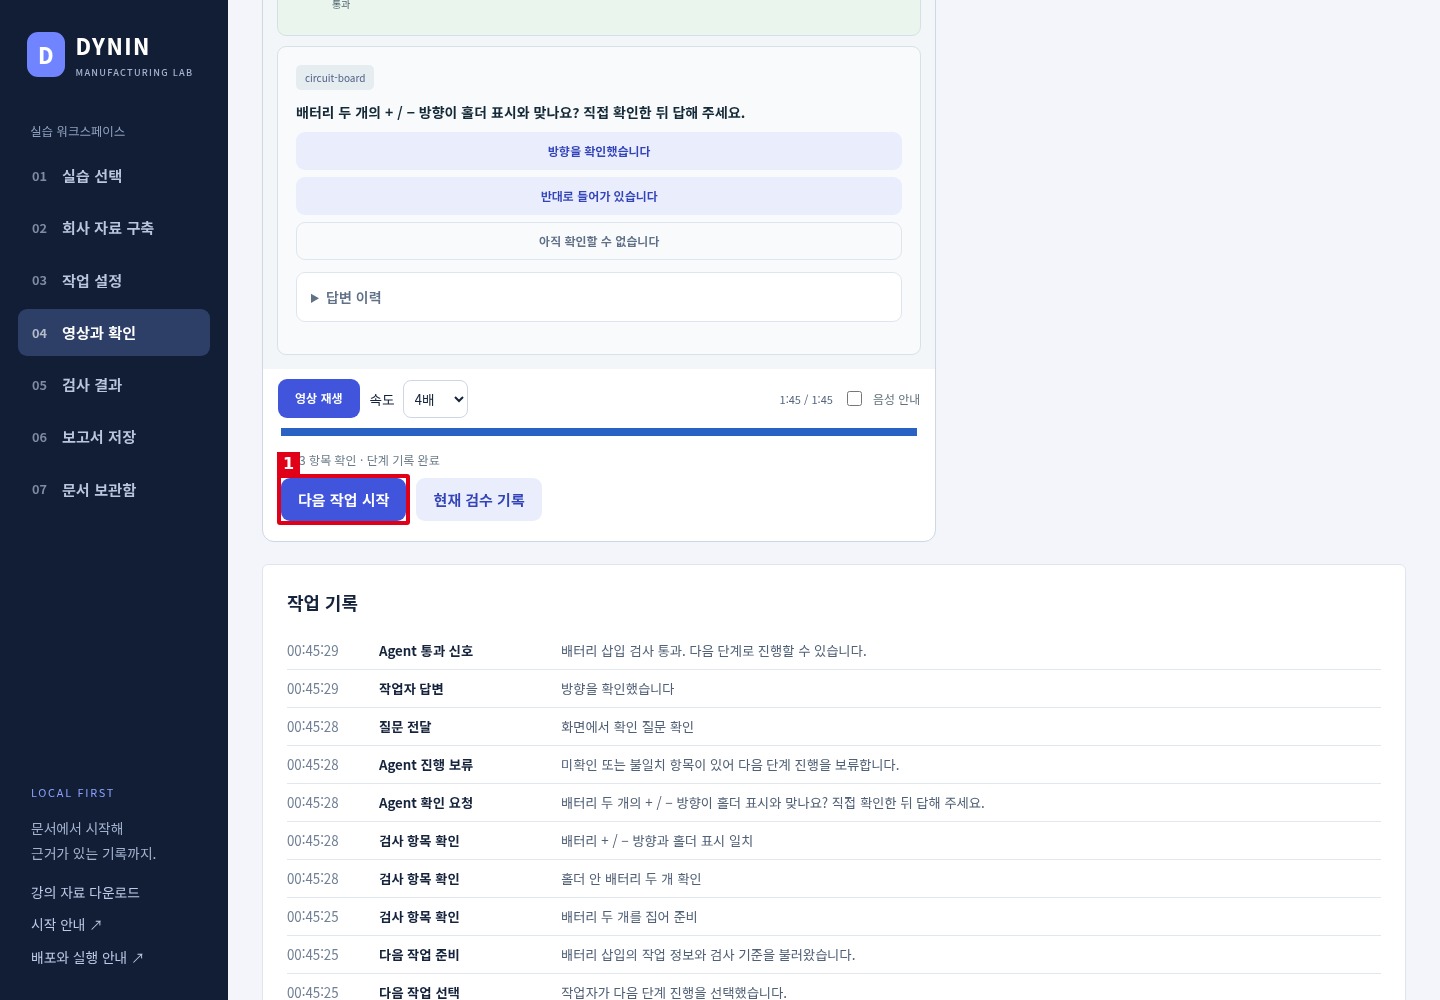 D
DYNIN
MANUFACTURING LAB
실습 워크스페이스
01 실습 선택
02 회사 자료 구축
03 작업 설정
04 영상과 확인
05 검사 결과
06 보고서 저장
07 문서 보관함
LOCAL FIRST
문서에서 시작해
근거가 있는 기록까지.
강의 자료 다운로드
시작 안내 ↗
배포와 실행 안내 ↗
통과
circuit-board
배터리 두 개의 + / − 방향이 홀더 표시와 맞나요? 직접 확인한 뒤 답해 주세요.
방향을 확인했습니다
반대로 들어가 있습니다
아직 확인할 수 없습니다
▶ 답변 이력
영상 재생 속도 4배 1:45 / 1:45 음성 안내
1
3 항목 확인 · 단계 기록 완료
다음 작업 시작 현재 검수 기록
작업 기록
00:45:29 Agent 통과 신호 배터리 삽입 검사 통과. 다음 단계로 진행할 수 있습니다.
00:45:29 작업자 답변 방향을 확인했습니다
00:45:28 질문 전달 화면에서 확인 질문 확인
00:45:28 Agent 진행 보류 미확인 또는 불일치 항목이 있어 다음 단계 진행을 보류합니다.
00:45:28 Agent 확인 요청 배터리 두 개의 + / − 방향이 홀더 표시와 맞나요? 직접 확인한 뒤 답해 주세요.
00:45:28 검사 항목 확인 배터리 + / − 방향과 홀더 표시 일치
00:45:28 검사 항목 확인 홀더 안 배터리 두 개 확인
00:45:25 검사 항목 확인 배터리 두 개를 집어 준비
00:45:25 다음 작업 준비 배터리 삽입의 작업 정보와 검사 기준을 불러왔습니다.
00:45:25 다음 작업 선택 작업자가 다음 단계 진행을 선택했습니다.